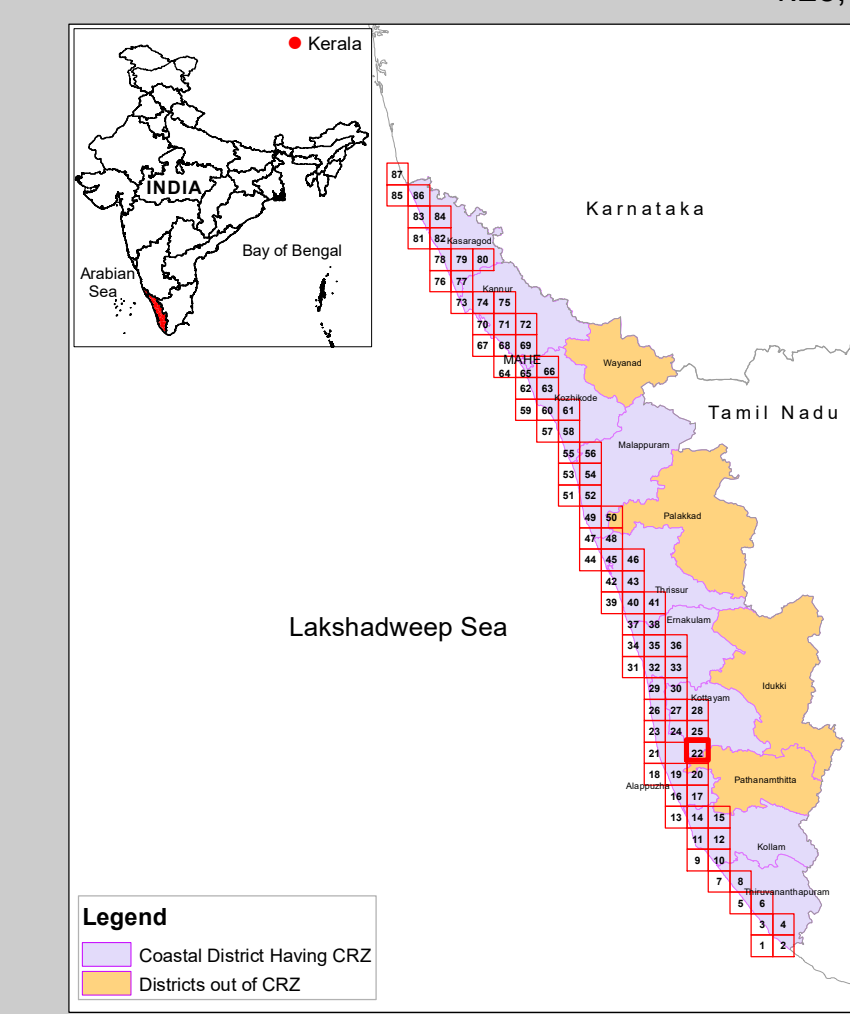 Kerala
INDIA
Bay of Bengal
Arabian
Sea
Karnataka
87
85 86
83 84
81 82 Kasaragod
78 79 80
76 77
Kannur
73 74 75
70 71 72
67 68 69
MAHE
Wayanad
64 65 66
62 63
Kozhikode
59 60 61
Tamil Nadu
57 58
Malappuram
55 56
53 54
51 52
49 50
Palakkad
47 48
44 45 46
42 43
Thrissur
39 40 41
Ernakulam
37 38
Lakshadweep Sea
34 35 36
31 32 33
29 30
Idukki
Kottayam
26 27 28
23 24 25
21 22
18 19 20
Pathanamthitta
Alappuzha
16 17
13 14 15
11 12
Kollam
9 10
7 8
Thiruvananthapuram
5 6
3 4
1 2
Legend
Coastal District Having CRZ
Districts out of CRZ